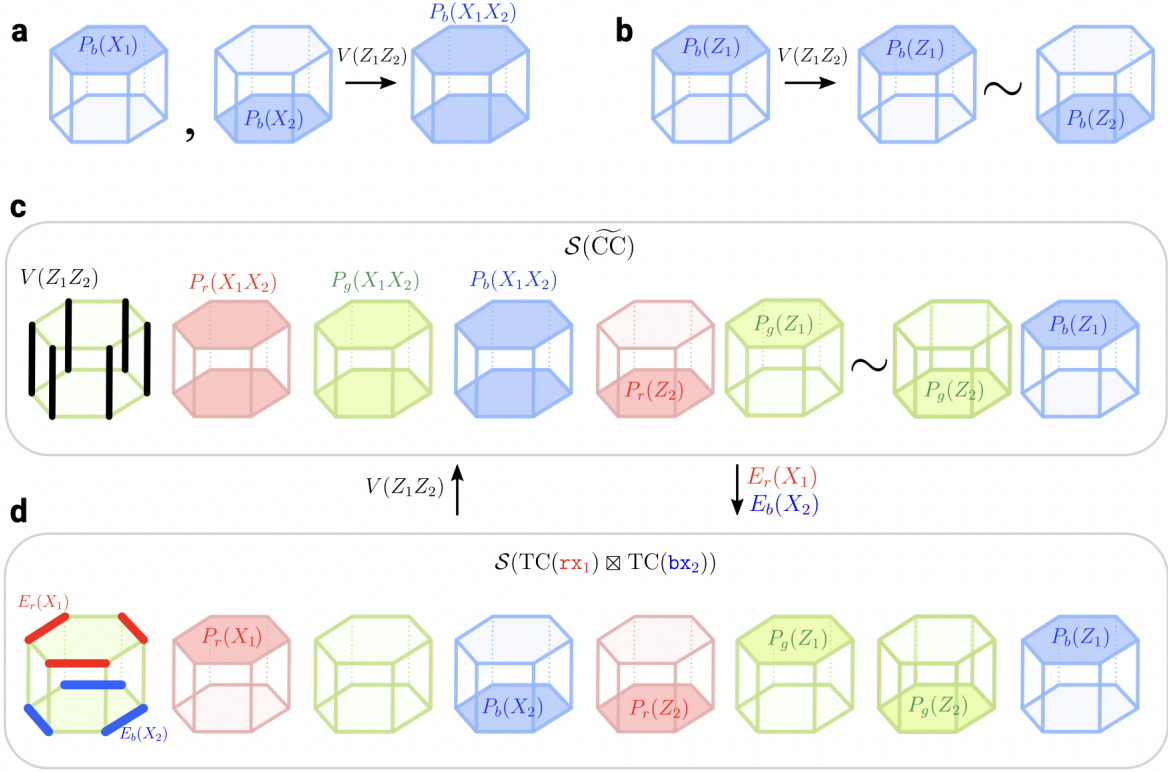 a
P_b(X_1)
,
P_b(X_2)
V(Z_1Z_2)
P_b(X_1X_2)
b
P_b(Z_1)
V(Z_1Z_2)
P_b(Z_1)
~
P_b(Z_2)
c
S(C̃C̃)
V(Z_1Z_2)
P_r(X_1X_2)
P_g(X_1X_2)
P_b(X_1X_2)
P_r(Z_2)
P_g(Z_1)
~
P_g(Z_2)
P_b(Z_1)
V(Z_1Z_2)
E_r(X_1)
E_b(X_2)
d
S(TC(rx_1) ⊠ TC(bx_2))
E_r(X_1)
E_b(X_2)
P_r(X_1)
P_b(X_2)
P_r(Z_2)
P_g(Z_1)
P_g(Z_2)
P_b(Z_1)